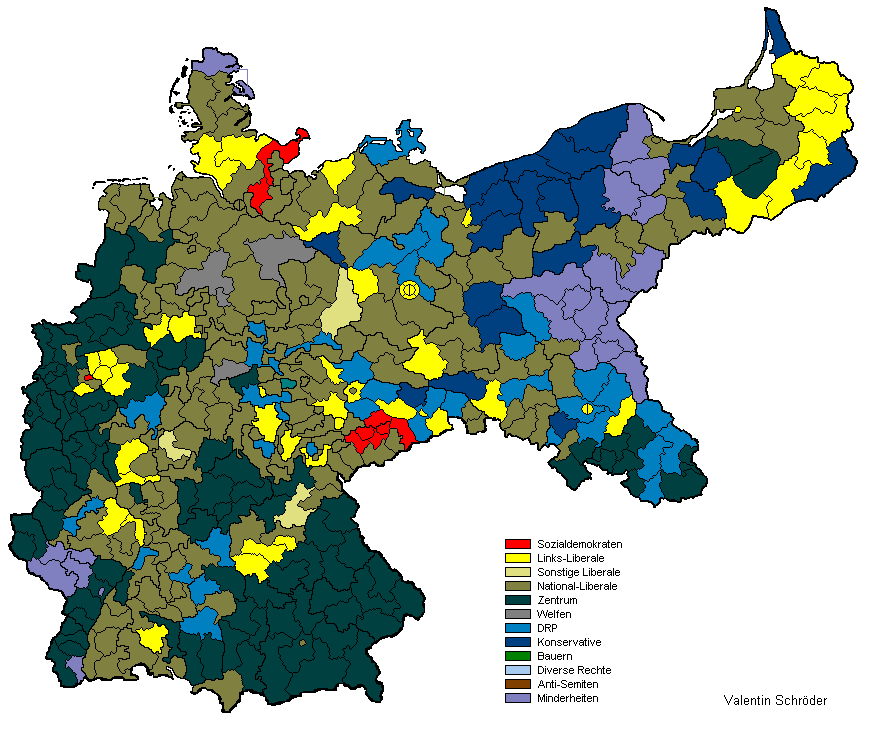 Sozialdemokraten
Links-Liberale
Sonstige Liberale
National-Liberale
Zentrum
Welfen
DRP
Konservative
Bauern
Diverse Rechte
Anti-Semiten
Minderheiten
Valentin Schröder